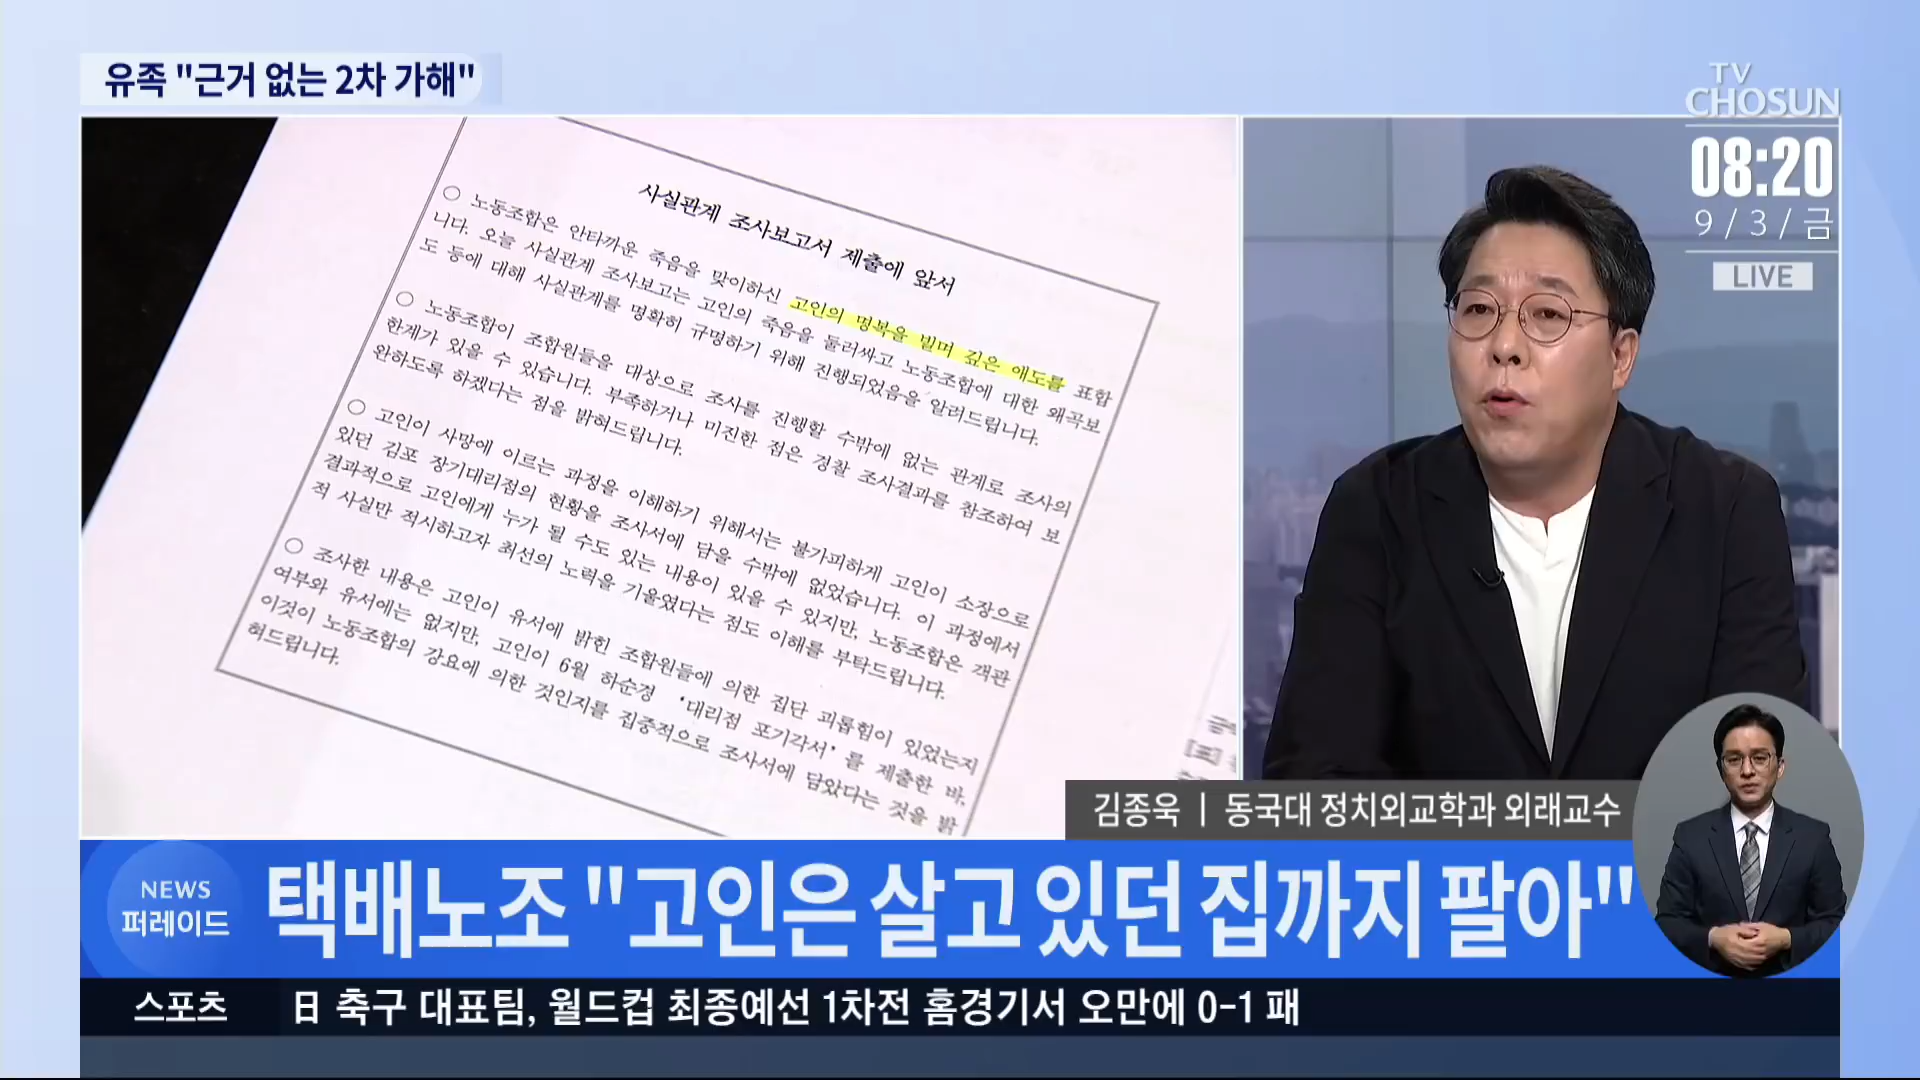 유족 "근거 없는 2차 가해"
TV
CHOSUN
08:20
9/3/금
LIVE
사실관계 조사보고서 제출에 앞서
○ 노동조합은 안타까운 죽음을 맞이하신 고인의 명복을 빌며 깊은 애도를 표합
니다. 오늘 사실관계 조사보고는 고인의 죽음을 둘러싸고 노동조합에 대한 왜곡보
도 등에 대해 사실관계를 명확히 규명하기 위해 진행되었음을 알려드립니다.
○ 노동조합이 조합원들을 대상으로 조사를 진행할 수밖에 없는 관계로 조사의
한계가 있을 수 있습니다. 부족하거나 미진한 점은 경찰 조사결과를 참조하여 보
완하도록 하겠다는 점을 밝혀드립니다.
○ 고인이 사망에 이르는 과정을 이해하기 위해서는 불가피하게 고인이 소장으로
있던 김포 장기대리점의 현황을 조사서에 담을 수밖에 없었습니다. 이 과정에서
결과적으로 고인에게 누가 될 수도 있는 내용이 있을 수 있지만, 노동조합은 객관
적 사실만 적시하고자 최선의 노력을 기울였다는 점도 이해를 부탁드립니다.
○ 조사한 내용은 고인이 유서에 밝힌 조합원들에 의한 집단 괴롭힘이 있었는지
여부와 유서에는 없지만, 고인이 6월 하순경 '대리점 포기각서'를 제출한 바,
이것이 노동조합의 강요에 의한 것인지를 집중적으로 조사서에 담았다는 것을 밝
혀드립니다.
김종욱 | 동국대 정치외교학과 외래교수
NEWS
퍼레이드
택배노조 "고인은 살고 있던 집까지 팔아"
스포츠
日 축구 대표팀, 월드컵 최종예선 1차전 홈경기서 오만에 0-1 패